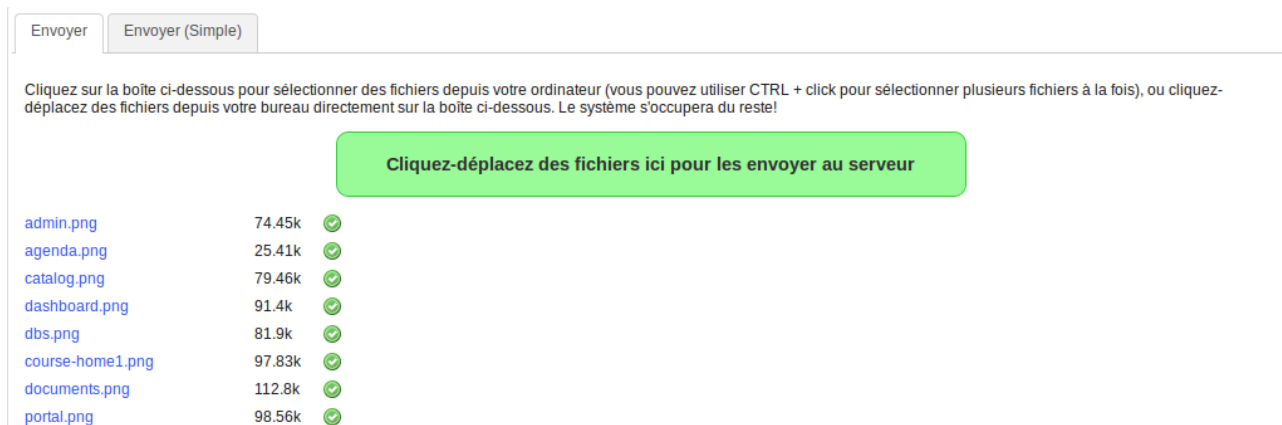 Envoyer Envoyer (Simple)
Cliquez sur la boîte ci-dessous pour sélectionner des fichiers depuis votre ordinateur (vous pouvez utiliser CTRL + click pour sélectionner plusieurs fichiers à la fois), ou cliquez-
déplacez des fichiers depuis votre bureau directement sur la boîte ci-dessous. Le système s'occupera du reste!
Cliquez-déplacez des fichiers ici pour les envoyer au serveur
admin.png 74.45k
agenda.png 25.41k
catalog.png 79.46k
dashboard.png 91.4k
dbs.png 81.9k
course-home1.png 97.83k
documents.png 112.8k
portal.png 98.56k